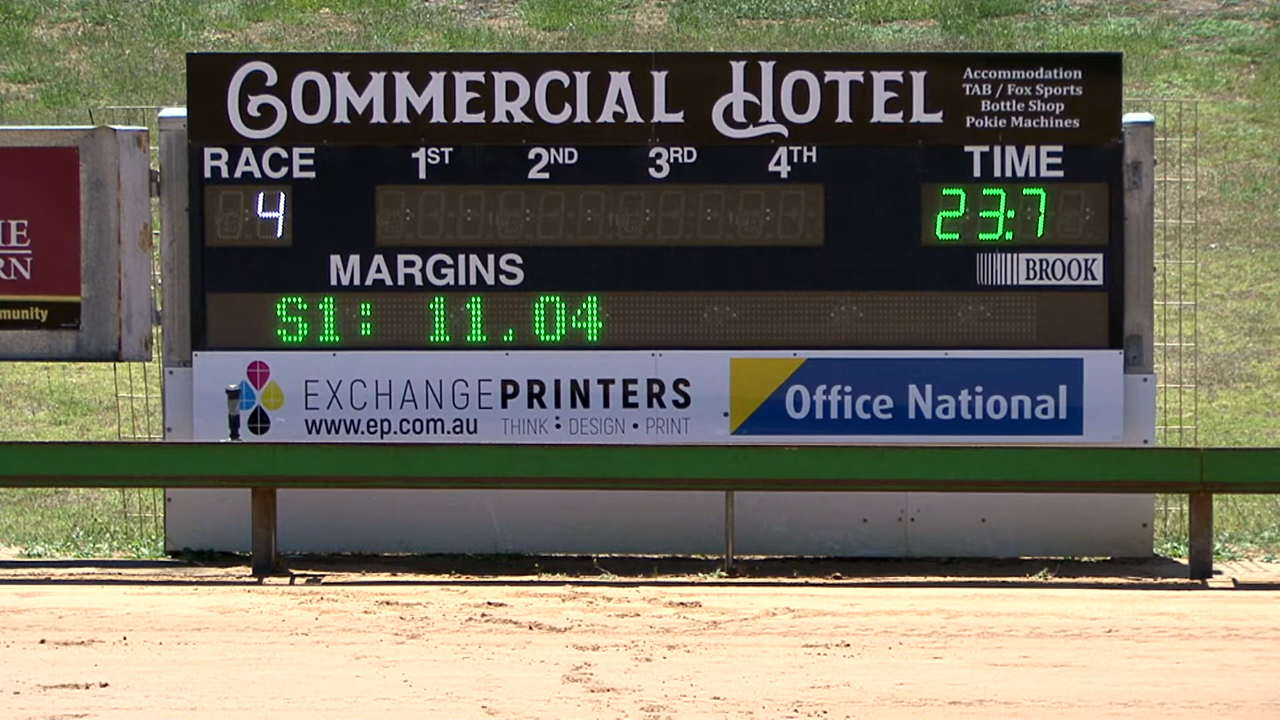 COMMERCIAL HOTEL
Accommodation
TAB / Fox Sports
Bottle Shop
Pokie Machines
RACE 1ST 2ND 3RD 4TH TIME
4 23:7
MARGINS
BROOK
S1: 11.04
EXCHANGEPRINTERS
www.ep.com.au THINK : DESIGN • PRINT
Office National